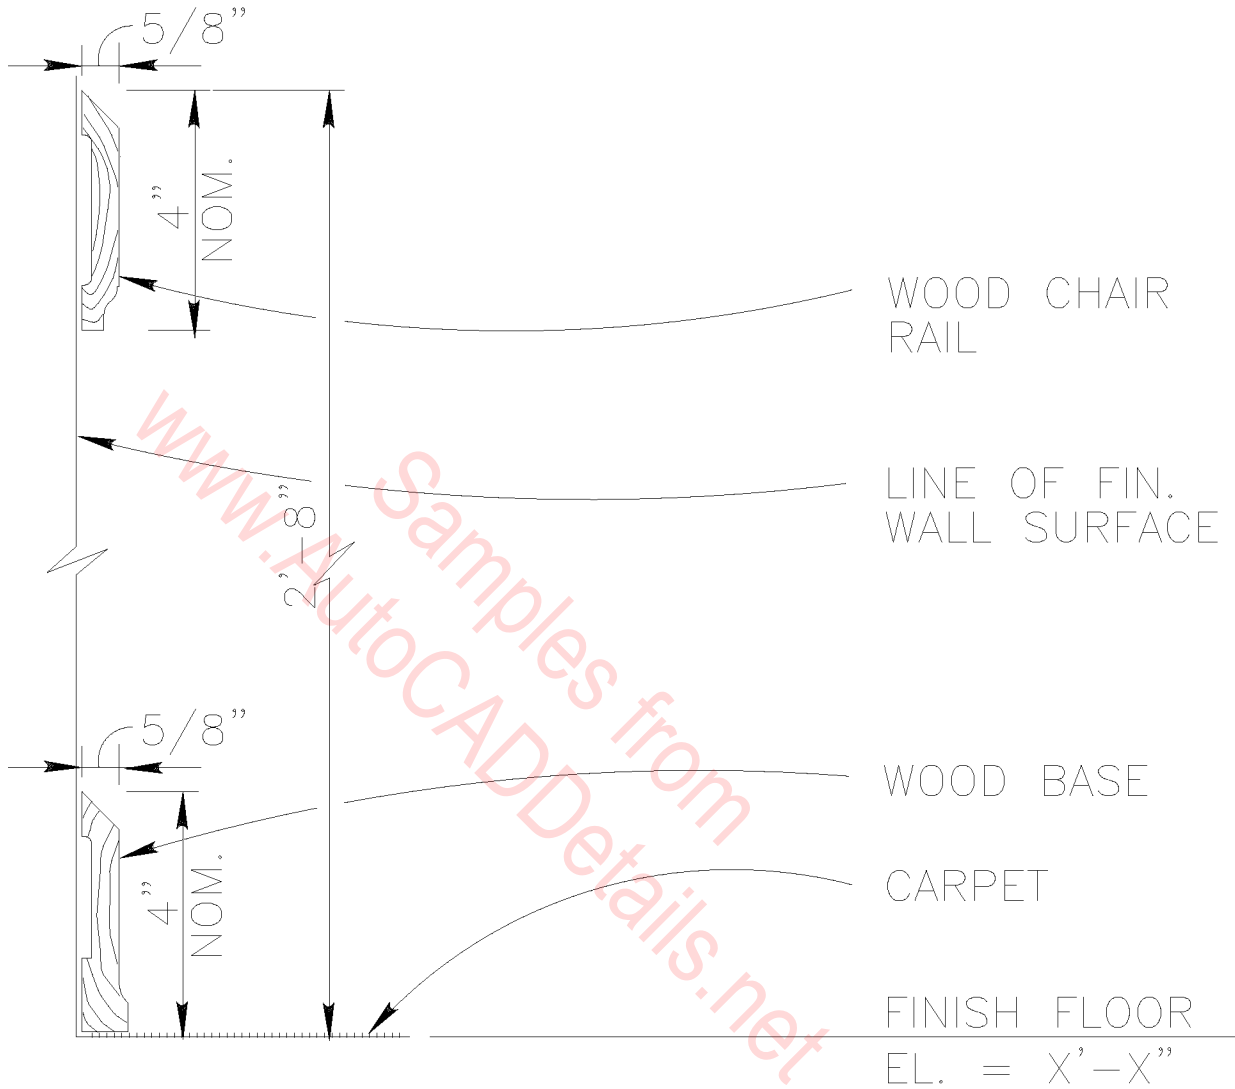 5/8"
4"
NOM.
2'-8"
WOOD CHAIR
RAIL
LINE OF FIN.
WALL SURFACE
5/8"
WOOD BASE
4"
NOM.
CARPET
FINISH FLOOR
EL. = X'-X"
Samples from
www.AutoCADDetails.net